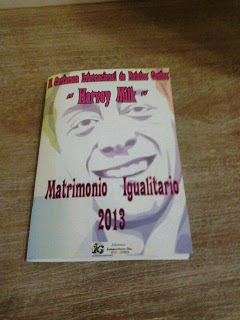 II Certamen Internacional de Relatos Cortos
“ Harvey Milk ”
Matrimonio Igualitario
2013